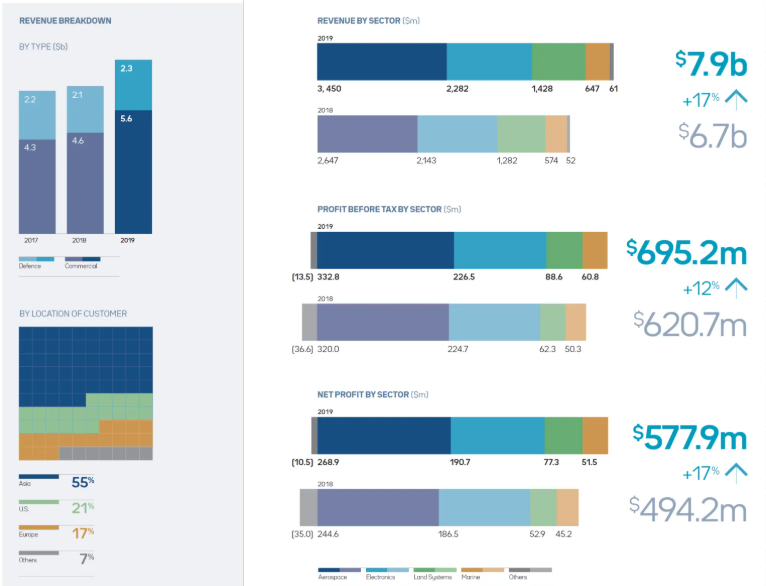 REVENUE BREAKDOWN
BY TYPE ($b)
2.3
2.2
2.1
5.6
4.3
4.6
2017 2018 2019
Defence Commercial
BY LOCATION OF CUSTOMER
Asia 55%
U.S. 21%
Europe 17%
Others 7%
REVENUE BY SECTOR ($m)
2019
3,450 2,282 1,428 647 61
2018
2,647 2,143 1,282 574 52
$7.9b
+17%
$6.7b
PROFIT BEFORE TAX BY SECTOR ($m)
2019
(13.5) 332.8 226.5 88.6 60.8
2018
(36.6) 320.0 224.7 62.3 50.3
$695.2m
+12%
$620.7m
NET PROFIT BY SECTOR ($m)
2019
(10.5) 268.9 190.7 77.3 51.5
2018
(35.0) 244.6 186.5 52.9 45.2
$577.9m
+17%
$494.2m
Aerospace Electronics Land Systems Marine Others